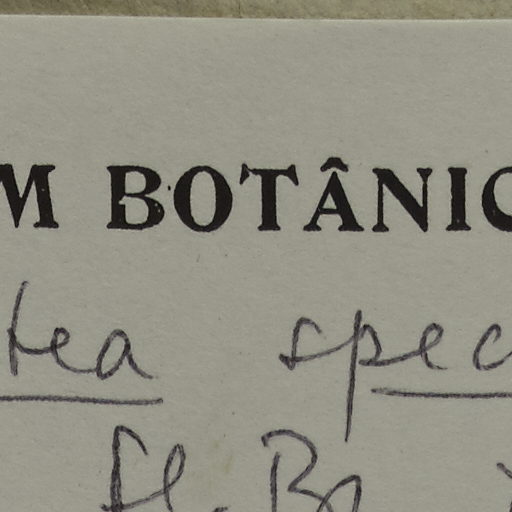 M BOTÂNIC
tea spec
fl. Br.